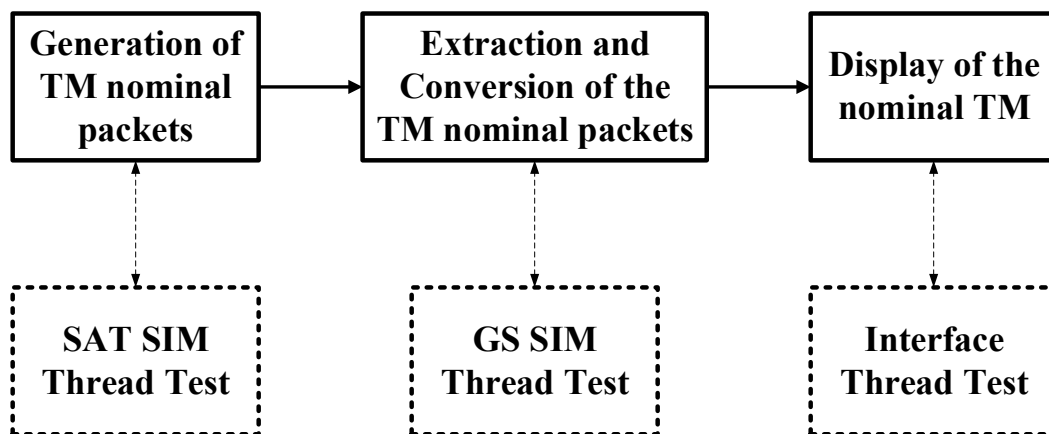 Generation of
TM nominal
packets
Extraction and
Conversion of the
TM nominal packets
Display of the
nominal TM
SAT SIM
Thread Test
GS SIM
Thread Test
Interface
Thread Test